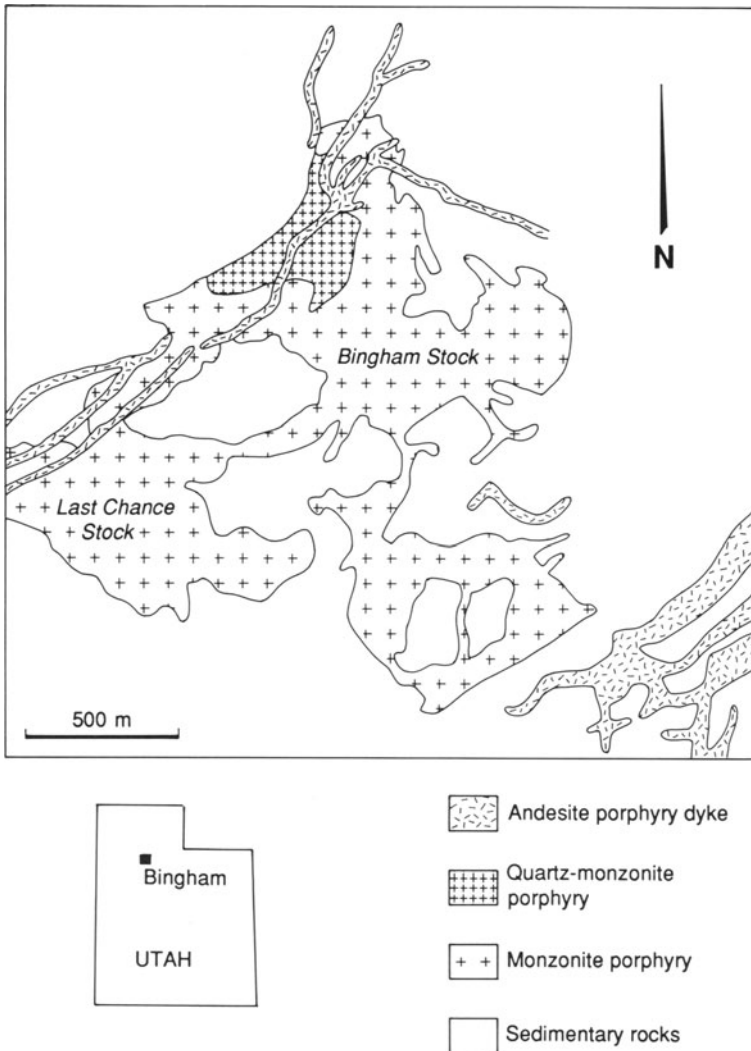 N
Bingham Stock
Last Chance
Stock
500 m
Bingham
UTAH
Andesite porphyry dyke
Quartz-monzonite
porphyry
Monzonite porphyry
Sedimentary rocks